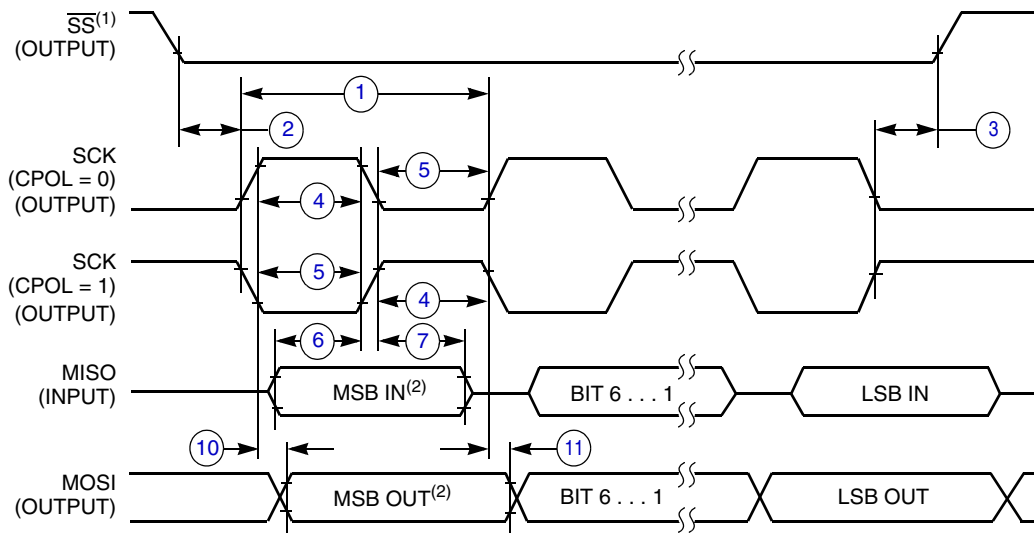 SS(1)
(OUTPUT)
1
2
3
SCK
(CPOL = 0)
(OUTPUT)
5
4
SCK
(CPOL = 1)
(OUTPUT)
5
4
6
7
MISO
(INPUT)
MSB IN(2)
BIT 6 . . . 1
LSB IN
10
11
MOSI
(OUTPUT)
MSB OUT(2)
BIT 6 . . . 1
LSB OUT